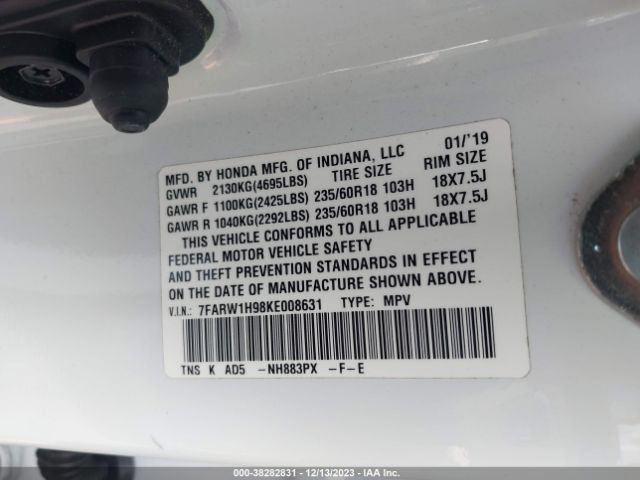 MFD. BY HONDA MFG. OF INDIANA, LLC 01/'19
GVWR 2130KG(4695LBS) TIRE SIZE RIM SIZE
GAWR F 1100KG(2425LBS) 235/60R18 103H 18X7.5J
GAWR R 1040KG(2292LBS) 235/60R18 103H 18X7.5J
THIS VEHICLE CONFORMS TO ALL APPLICABLE
FEDERAL MOTOR VEHICLE SAFETY
AND THEFT PREVENTION STANDARDS IN EFFECT
ON THE DATE OF MANUFACTURE SHOWN ABOVE.
V.I.N.: 7FARW1H98KE008631 TYPE: MPV
TNS K AD5 -NH883PX -F-E
000-38282831 - 12/13/2023 - IAAI.COM